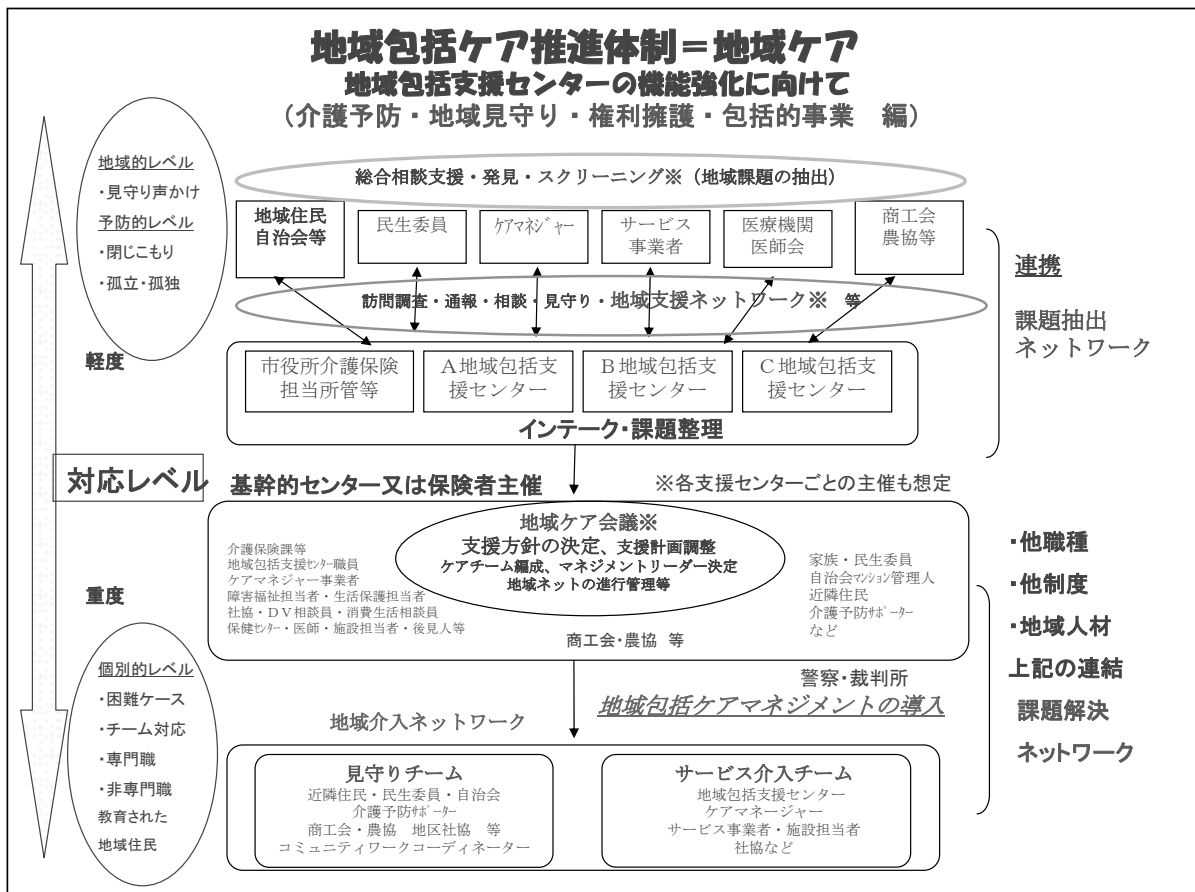 地域包括ケア推進体制＝地域ケア
地域包括支援センターの機能強化に向けて
（介護予防・地域見守り・権利擁護・包括的事業　編）
地域的レベル
・見守り声かけ
予防的レベル
・閉じこもり
・孤立・孤独
総合相談支援・発見・スクリーニング※（地域課題の抽出）
地域住民
自治会等
民生委員
ｹｱﾏﾈｼﾞｬｰ
サービス
事業者
医療機関
医師会
商工会
農協等
訪問調査・通報・相談・見守り・地域支援ネットワーク※　等
連携
課題抽出
ネットワーク
軽度
市役所介護保険
担当所管等
Ａ地域包括支
援センター
Ｂ地域包括支
援センター
Ｃ地域包括支
援センター
インテーク・課題整理
対応レベル
基幹的センター又は保険者主催
※各支援センターごとの主催も想定
地域ケア会議※
支援方針の決定、支援計画調整
ケアチーム編成、マネジメントリーダー決定
地域ネットの進行管理等
介護保険課等
地域包括支援ｾﾝﾀｰ職員
ケアマネジャー事業者
障害福祉担当者・生活保護担当者
社協・ＤＶ相談員・消費生活相談員
保健ｾﾝﾀｰ・医師・施設担当者・後見人等
家族・民生委員
自治会ﾏﾝｼｮﾝ管理人
近隣住民
介護予防ｻﾎﾟｰﾀｰ
など
商工会・農協 等
重度
・他職種
・他制度
・地域人材
上記の連結
課題解決
ネットワーク
個別的レベル
・困難ケース
・チーム対応
・専門職
・非専門職
教育された
地域住民
警察・裁判所
地域包括ケアマネジメントの導入
地域介入ネットワーク
見守りチーム
近隣住民・民生委員・自治会
介護予防ｻﾎﾟｰﾀｰ
商工会・農協　地区社協　等
コミュニティワークコーディネーター
サービス介入チーム
地域包括支援センター
ケアマネージャー
サービス事業者・施設担当者
社協など